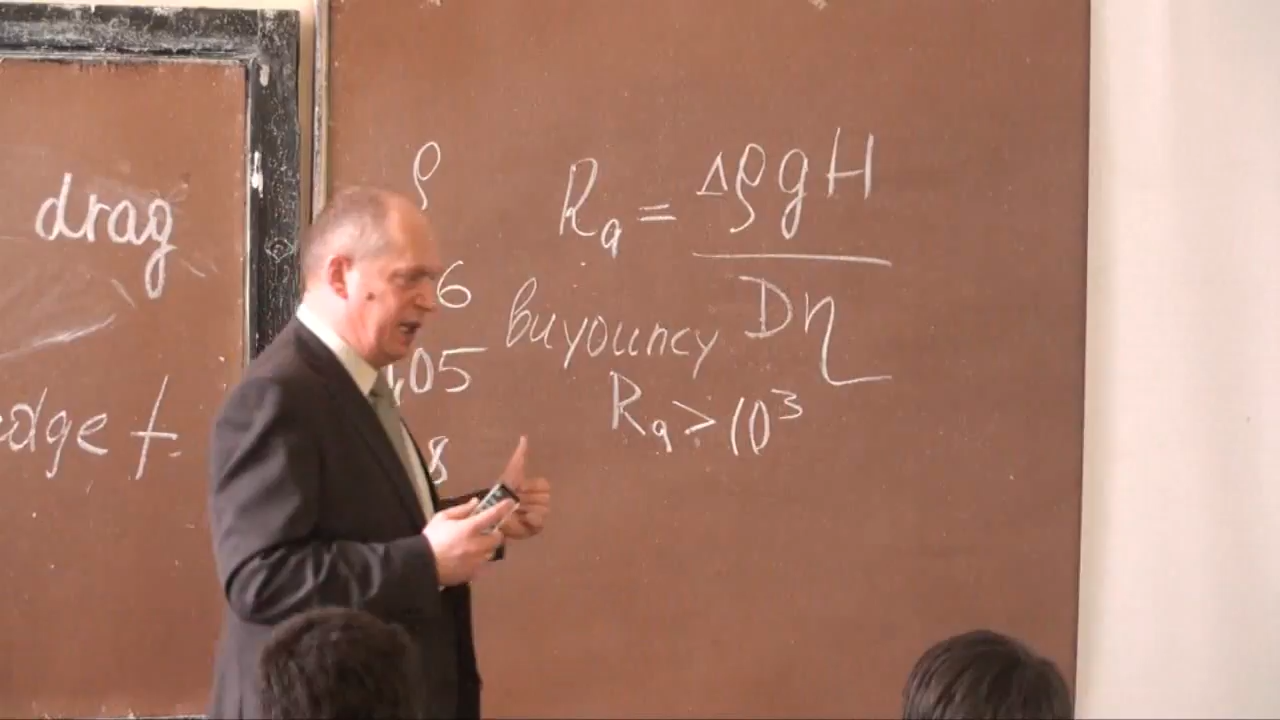 drag
edge f.
ρ
6
,05
8
Ra = ΔρgH / Dη
buyouncy
Ra > 10³